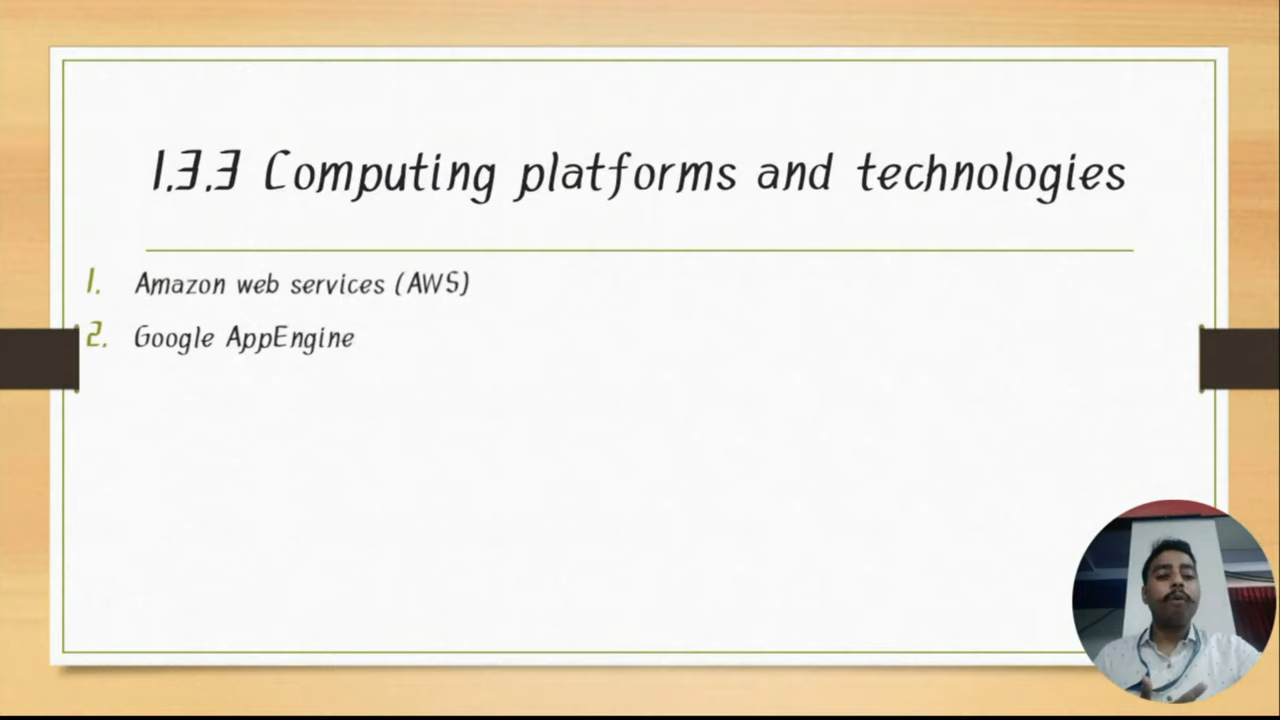 1.3.3 Computing platforms and technologies
1. Amazon web services (AWS)
2. Google AppEngine